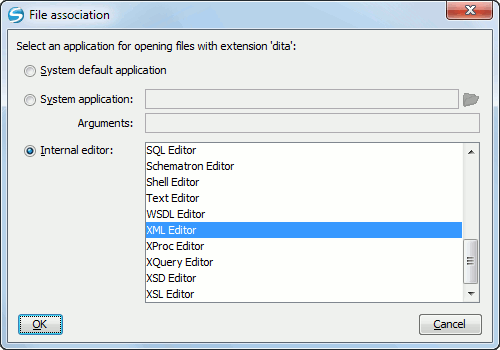 File association
Select an application for opening files with extension 'dita':
System default application
System application:
Arguments:
Internal editor:
SQL Editor
Schematron Editor
Shell Editor
Text Editor
WSDL Editor
XML Editor
XProc Editor
XQuery Editor
XSD Editor
XSL Editor
OK
Cancel